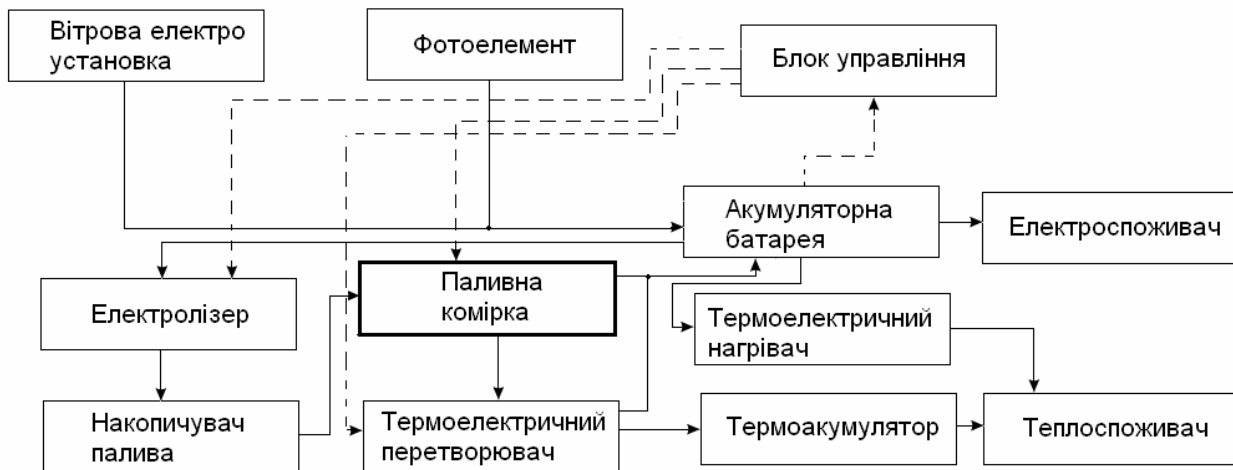 Вітрова електро
установка
Фотоелемент
Блок управління
Акумуляторна
батарея
Електроспоживач
Електролізер
Паливна
комірка
Термоелектричний
нагрівач
Накопичувач
палива
Термоелектричний
перетворювач
Термоакумулятор
Теплоспоживач